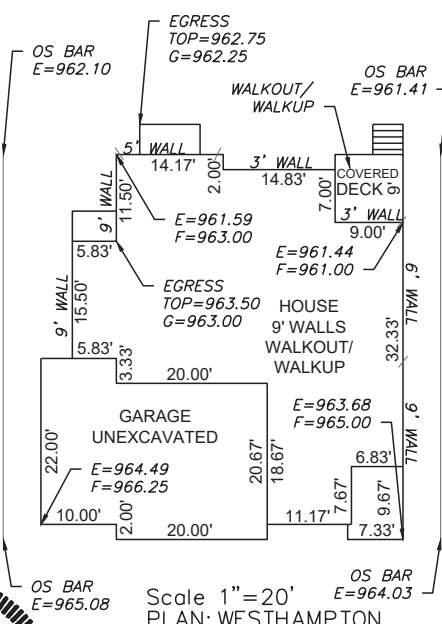 EGRESS
TOP=962.75
G=962.25
OS BAR
E=962.10
OS BAR
E=961.41
WALKOUT/
WALKUP
5' WALL
14.17'
2.00'
3' WALL
14.83'
COVERED
DECK
9'
7.00'
3' WALL
9.00'
9' WALL
11.50'
E=961.59
F=963.00
5.83'
E=961.44
F=961.00
EGRESS
TOP=963.50
G=963.00
9' WALL
15.50'
6' WALL
HOUSE
9' WALLS
WALKOUT/
WALKUP
32.33'
5.83'
3.33'
20.00'
GARAGE
UNEXCAVATED
E=963.68
F=965.00
9' WALL
22.00'
E=964.49
F=966.25
20.67'
18.67'
6.83'
7.67'
9.67'
10.00'
2.00'
20.00'
11.17'
7.33'
OS BAR
E=965.08
OS BAR
E=964.03
Scale 1"=20'
PLAN: WESTHAMPTON